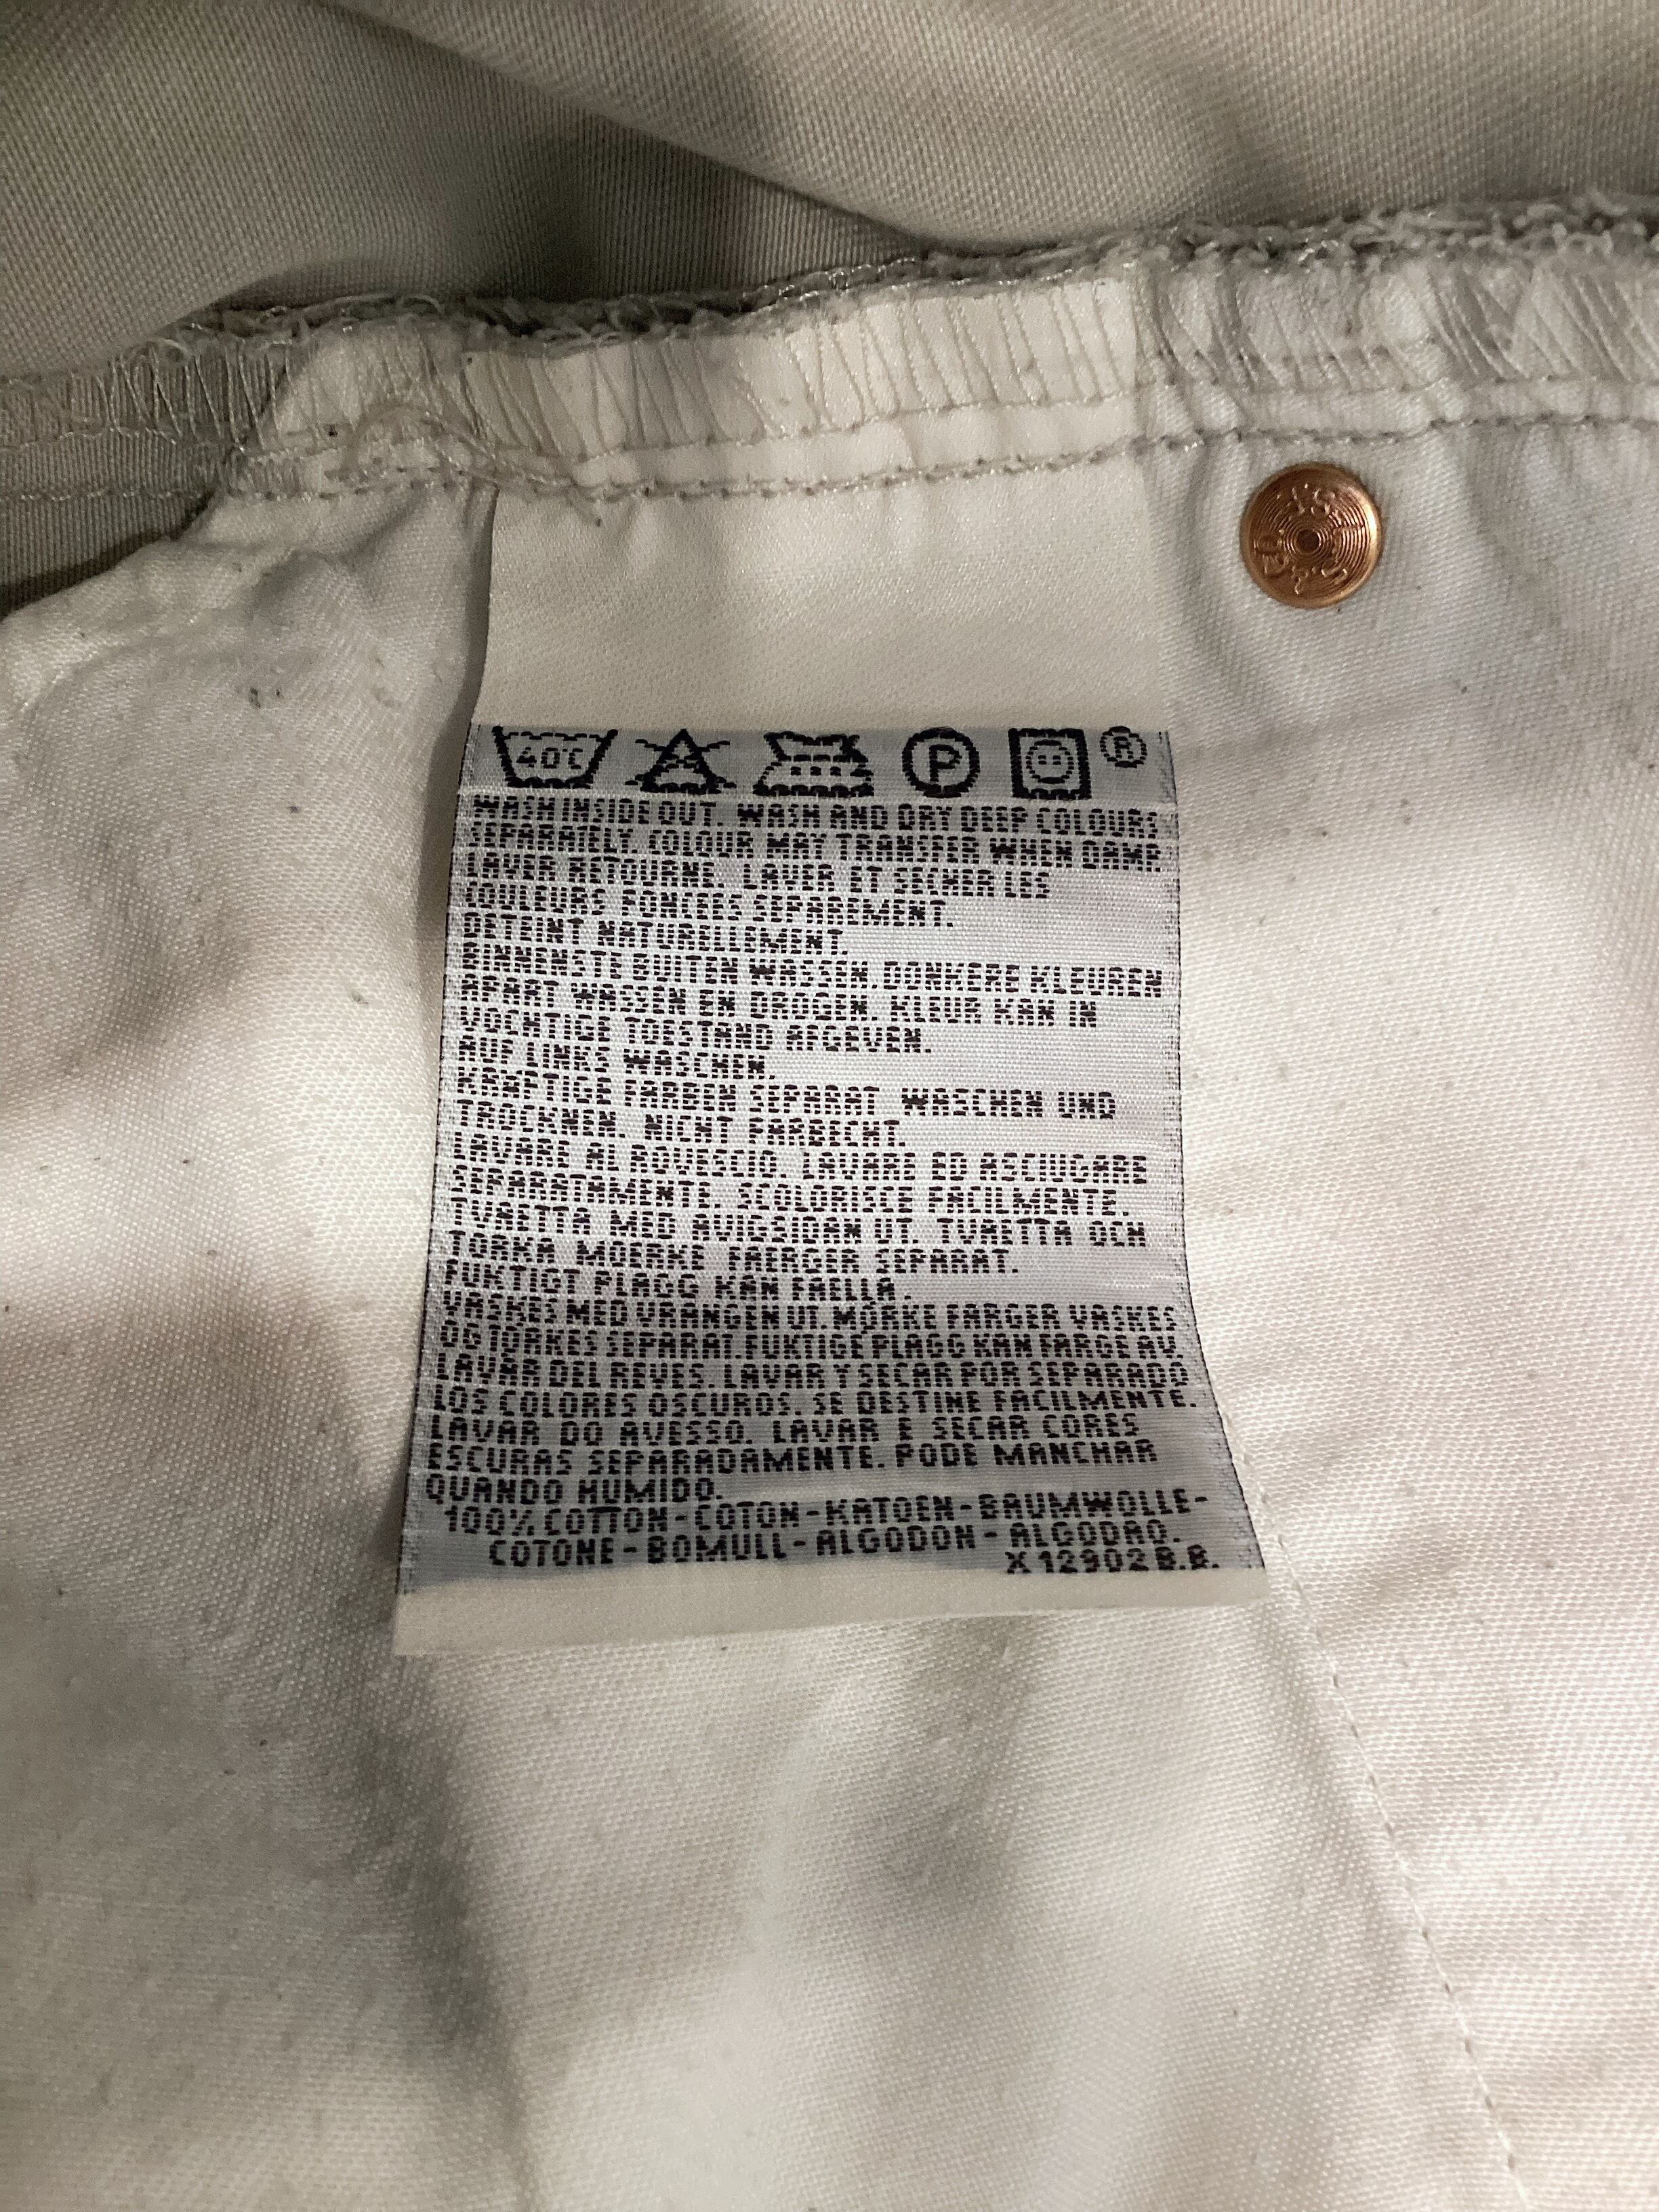 40°C P ®
WASH INSIDE OUT. WASH AND DRY DEEP COLOURS
SEPARATELY. COLOUR MAY TRANSFER WHEN DAMP.
LAVER RETOURNE. LAVER ET SECHER LES
COULEURS FONCEES SEPAREMENT.
DETEINT NATURELLEMENT.
BINNENSTE BUITEN WASSEN. DONKERE KLEUREN
APART WASSEN EN DROGEN. KLEUR KAN IN
VOCHTIGE TOESTAND AFGEVEN.
AUF LINKS WASCHEN.
KRAFTIGE FARBEN SEPARAT WASCHEN UND
TROCKNEN. NICHT FARBECHT.
LAVARE AL ROVESCIO. LAVARE ED ASCIUGARE
SEPARATAMENTE. SCOLORISCE FACILMENTE.
TVAETTA MED AVIGSIDAN UT. TVAETTA OCH
TORKA MOERKE FAERGER SEPARAT.
FUKTIGT PLAGG KAN FAELLA.
VASKES MED VRANGEN UT. MØRKE FARGER VASKES
OG TØRKES SEPARAT. FUKTIGE PLAGG KAN FARGE AV.
LAVAR DEL REVES. LAVAR Y SECAR POR SEPARADO
LOS COLORES OSCUROS. SE DESTINE FACILMENTE.
LAVAR DO AVESSO. LAVAR E SECAR CORES
ESCURAS SEPARADAMENTE. PODE MANCHAR
QUANDO HUMIDO.
100% COTTON-COTON-KATOEN-BAUMWOLLE-
COTONE-BOMULL-ALGODON-ALGODAO.
X 12902 B.B.